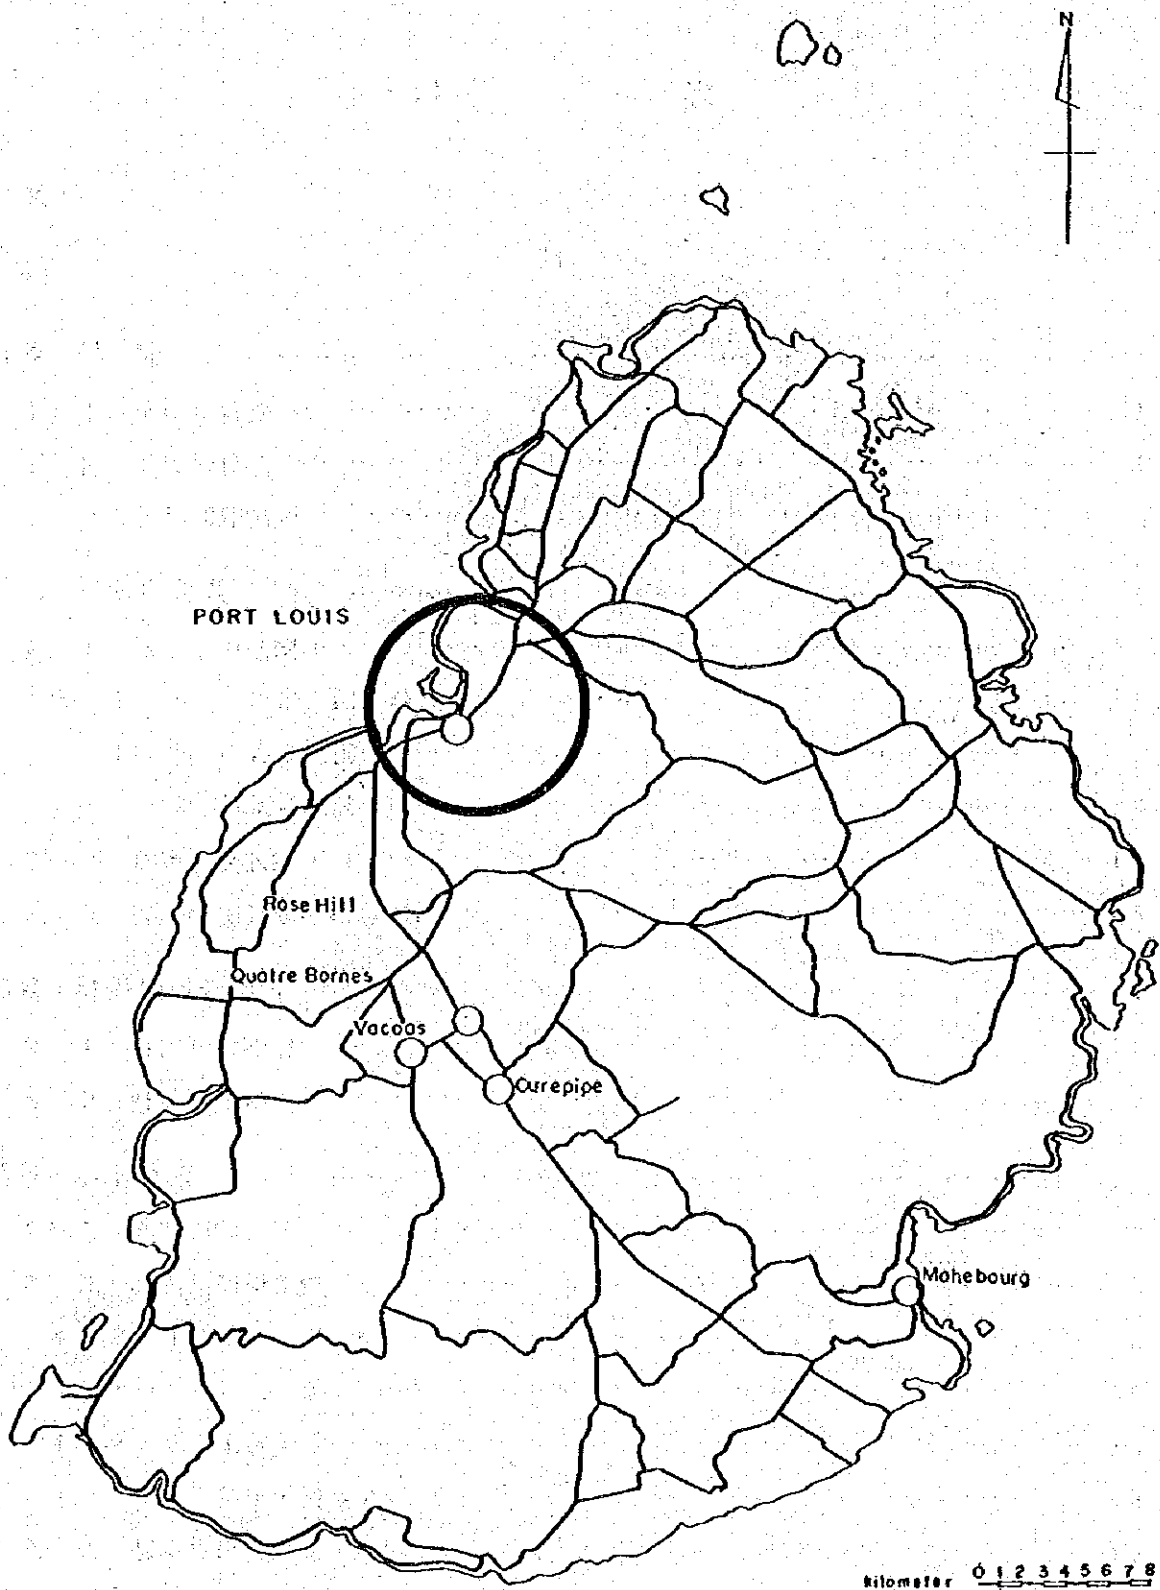 N
PORT LOUIS
Rose Hill
Quatre Bornes
Vacoas
Curepipe
Mahebourg
kilometer 0 1 2 3 4 5 6 7 8